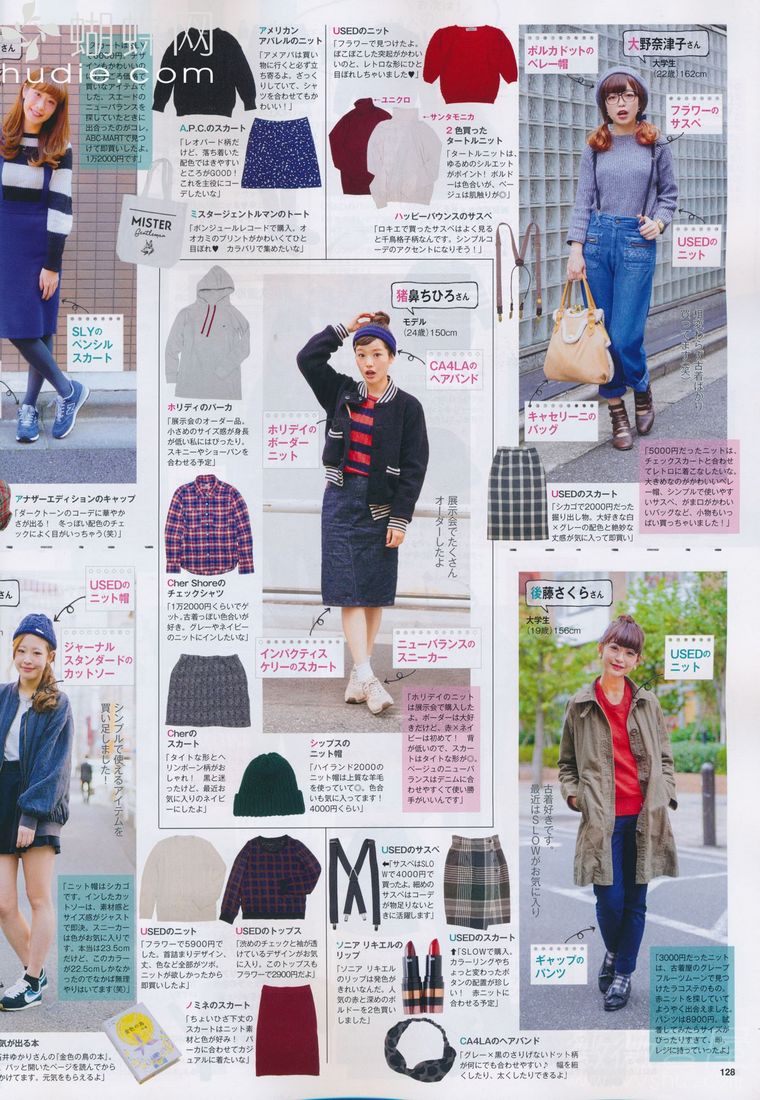 蝴蝶网
hudie.com
さん
買いなアイテムで
した。スエードの
ニューバランスを
探していたときに
出合ったのがコレ。
ABC-MARTで見つ
けて即買いしたよ。
1万2000円です」
SLYの
ペンシル
スカート
アメリカン
アパレルのニット
「アメアパは買い
物に行くと必ず立
ち寄るよ。ざっく
りしていて、シャ
ツを合わせてもか
わいい!」
A.P.C.のスカート
「レオパード柄だ
けど、落ち着いた
配色ではきやすい
ところがGOOD!
これを主役にコー
デしたいな」
MISTER
Gentleman
ミスタージェントルマンのトート
「ボンジュールレコードで購入。オ
オカミのプリントがかわいくてひと
目ぼれ♥ カラバリで集めたいな」
USEDのニット
「フラワーで見つけたよ。
ぽこぽこした突起がかわい
いのと、レトロな形にひと
目ぼれしちゃいました♥」
←ユニクロ
←サンタモニカ
2色買った
タートルニット
「タートルニットは、
ゆるめのシルエット
がポイント! ボルド
ーは色合いが、ベー
ジュは肌触りが◎」
ハッピーバウンスのサスペ
「ロキエで買ったサスペはよく見る
と千鳥格子柄なんです。シンプルコ
ーデのアクセントになりそう!」
ポルカドットの
ベレー帽
大野奈津子さん
大学生
(22歳)162cm
フラワーの
サスペ
USEDの
ニット
キャセリーニの
バッグ
USEDのスカート
「シカゴで2000円だった
掘り出し物。大好きな白
×グレーの配色と絶妙な
丈感が気に入って即買い」
「5000円だったニットは、
チェックスカートと合わせ
てレトロに着こなしたいな。
大きめなのがかわいいベレ
ー帽、シンプルで使いやす
いサスペ、がま口がかわい
いバッグなど、小物もいっ
ぱい買っちゃいました!」
ホリディのパーカ
「展示会のオーダー品。
小さめのサイズ感が身長
が低い私にはぴったり。
スキニーやショーパンを
合わせる予定」
猪鼻ちひろさん
モデル
(24歳)150cm
CA4LAの
ヘアバンド
ホリデイの
ボーダー
ニット
展示会でたくさん
オーダーしたよ
インパクティス
ケリーのスカート
ニューバランスの
スニーカー
「ホリデイのニット
は展示会で購入した
よ。ボーダーは大好
きだけど、赤×ネイ
ビーは初めて! 背
が低いので、スカー
トはタイトな形が◎。
ベージュのニューバ
ランスはデニムに合
わせやすくて使い勝
手がいいんです」
Cher Shoreの
チェックシャツ
「1万2000円くらいでゲッ
ト。古着っぽい色合いが
好き。グレーやネイビー
のニットにインしたいな」
Cherの
スカート
「タイトな形とヘ
リンボーン柄がお
しゃれ! 黒と迷
ったけど、最近お
気に入りのネイビ
ーにしたよ」
シップスの
ニット帽
「ハイランド2000の
ニット帽は上質な羊毛
を使っていて◎。色合
いも気に入ってます!
4000円くらい」
アナザーエディションのキャップ
「ダークトーンのコーデに華やか
さが出る! 冬っぽい配色のチェ
ックによく目がいっちゃう(笑)」
USEDの
ニット帽
ジャーナル
スタンダードの
カットソー
シンプルで使えるアイテムを
買い足しました!
「ニット帽はシカゴ
です。インしたカッ
トソーは、素材感と
サイズ感がジャスト
で即決。スニーカー
は色がお気に入りで
す。本当は23.5cm
だけど、このカラー
が22.5cmしかなか
ったのでなかば無理
やりはいてます(笑)」
気が出る本
石井ゆかりさんの「金色の鳥の本」。
、パッと開いたページを読んでから
けてます。元気をもらえるよ」
USEDのニット
「フラワーで5900円でし
た。首詰まりデザイン、
丈、色など全部がツボ。
ニットが欲しかったから
即買いしたよ」
USEDのトップス
「渋めのチェックと袖が透
けているデザインがお気に
入り。このトップスもフ
ラワーで2900円だよ」
ノミネのスカート
「ちょいひざ下丈の
スカートはニット素
材と色が好み! パ
ーカに合わせてカジ
ュアルに着たいな」
USEDのサスペ
⬅「サスペはSLO
Wで4000円で
買ったよ。細めの
サスペはコーデ
が物足りないとき
に活躍します」
ソニア リキエルの
リップ
「ソニア リキエル
のリップは発色が
きれいなんだ。人
気の赤と深めのボ
ルドーを2色買い
しました」
USEDのスカート
⬆「SLOWで購入。
カラーリングやち
ょっと変わったボ
タンの配置が珍し
い! 赤ニットに
合わせる予定」
CA4LAのヘアバンド
「グレー×黒のさりげないドット柄
が何にでも合わせやすい♪ 幅を細
くしたり、太くしたりできるよ」
後藤さくらさん
大学生
(19歳)156cm
USEDの
ニット
古着好きです。
最近はSLOWがお気に入り
ギャップの
パンツ
「3000円だったニット
は、古着屋のグレープ
フルーツムーンで見つ
けたラコステのもの。
赤ニットを探していて
ようやく出合えました。
パンツは8900円。試着
してみたらサイズが
ぴったりすぎて、即、
レジに持っていったよ」
128